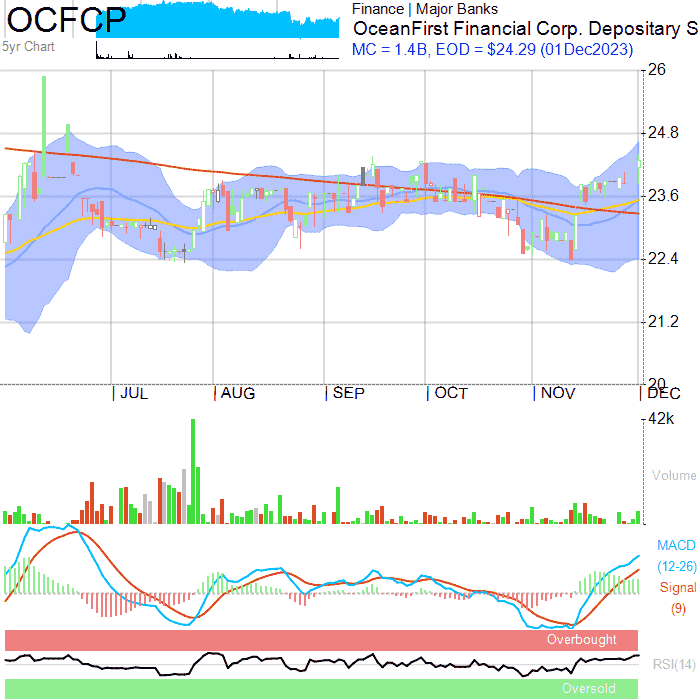 OCFCP
5yr Chart
Finance | Major Banks
OceanFirst Financial Corp. Depositary S
MC = 1.4B, EOD = $24.29 (01Dec2023)
26
24.8
23.6
22.4
21.2
20
JUL
AUG
SEP
OCT
NOV
DEC
42k
Volume
MACD
(12-26)
Signal
(9)
Overbought
RSI(14)
Oversold